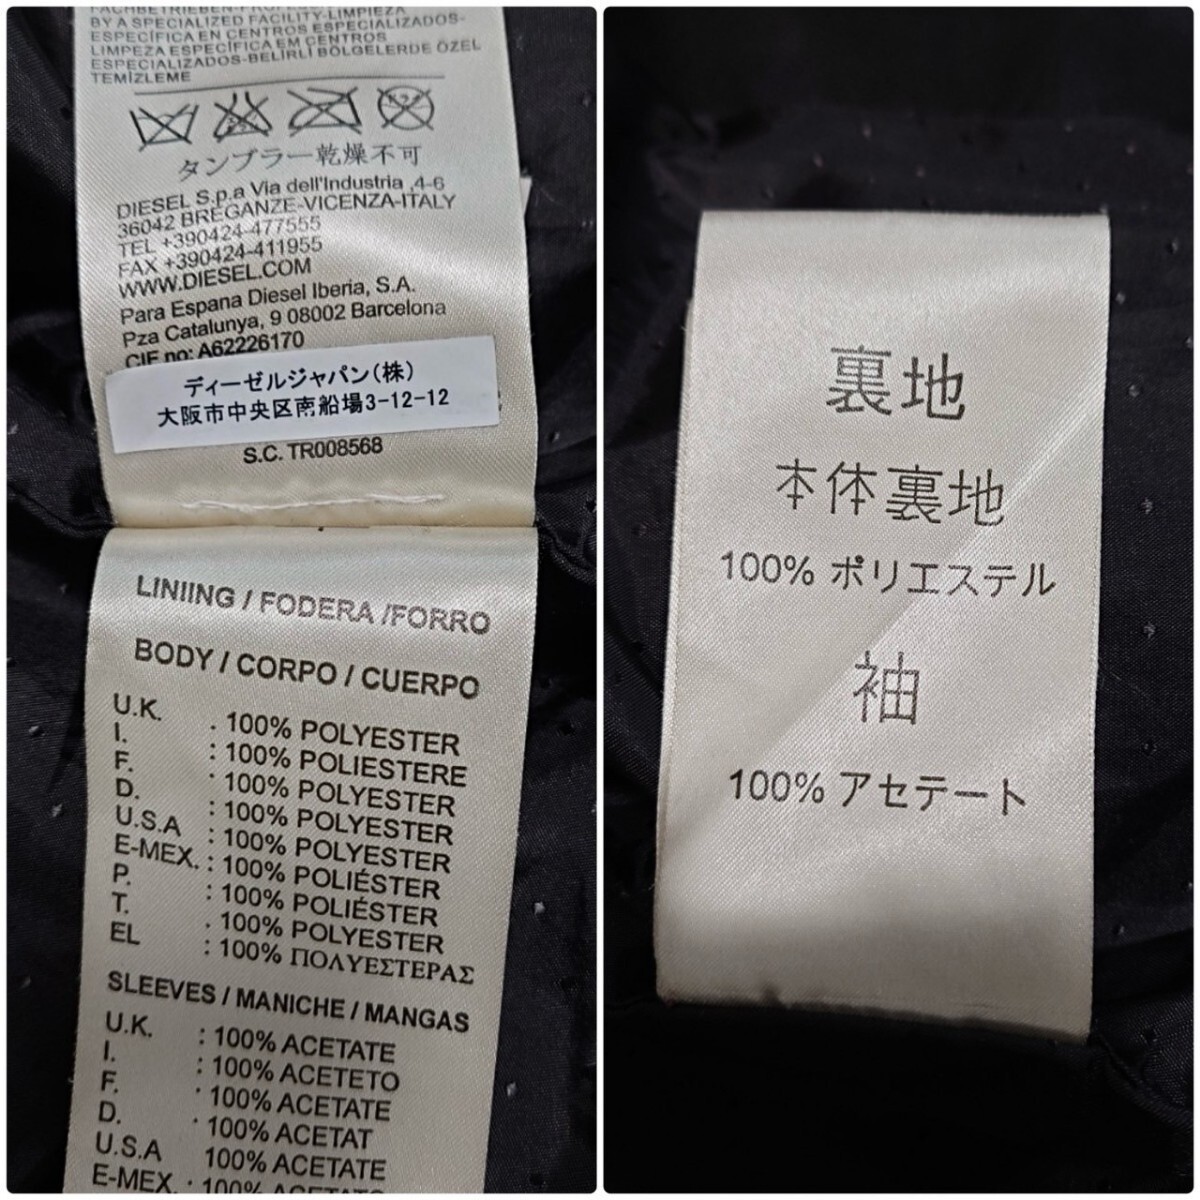 FACHBETRIEBEN-
BY A SPECIALIZED FACILITY-LIMPIEZA
ESPECÍFICA EN CENTROS ESPECIALIZADOS-
LIMPEZA ESPECÍFICA EM CENTROS
ESPECIALIZADOS-BELİRLİ BÖLGELERDE ÖZEL
TEMİZLEME
タンブラー乾燥不可
DIESEL S.p.a Via dell'Industria ,4-6
36042 BREGANZE-VICENZA-ITALY
TEL +390424-477555
FAX +390424-411955
WWW.DIESEL.COM
Para Espana Diesel Iberia, S.A.
Pza Catalunya, 9 08002 Barcelona
CIF no: A62226170
ディーゼルジャパン(株)
大阪市中央区南船場3-12-12
S.C. TR008568
LINIING / FODERA /FORRO
BODY / CORPO / CUERPO
U.K. : 100% POLYESTER
I. : 100% POLIESTERE
F. : 100% POLYESTER
D. : 100% POLYESTER
U.S.A : 100% POLYESTER
E-MEX. : 100% POLIÉSTER
P. : 100% POLIÉSTER
T. : 100% POLYESTER
EL : 100% ΠΟΛΥΕΣΤΕΡΑΣ
SLEEVES / MANICHE / MANGAS
U.K. : 100% ACETATE
I. : 100% ACETETO
F. : 100% ACETATE
D. : 100% ACETAT
U.S.A 100% ACETATE
E-MEX. : 100% ACETATO
裏地
本体裏地
100% ポリエステル
袖
100% アセテート